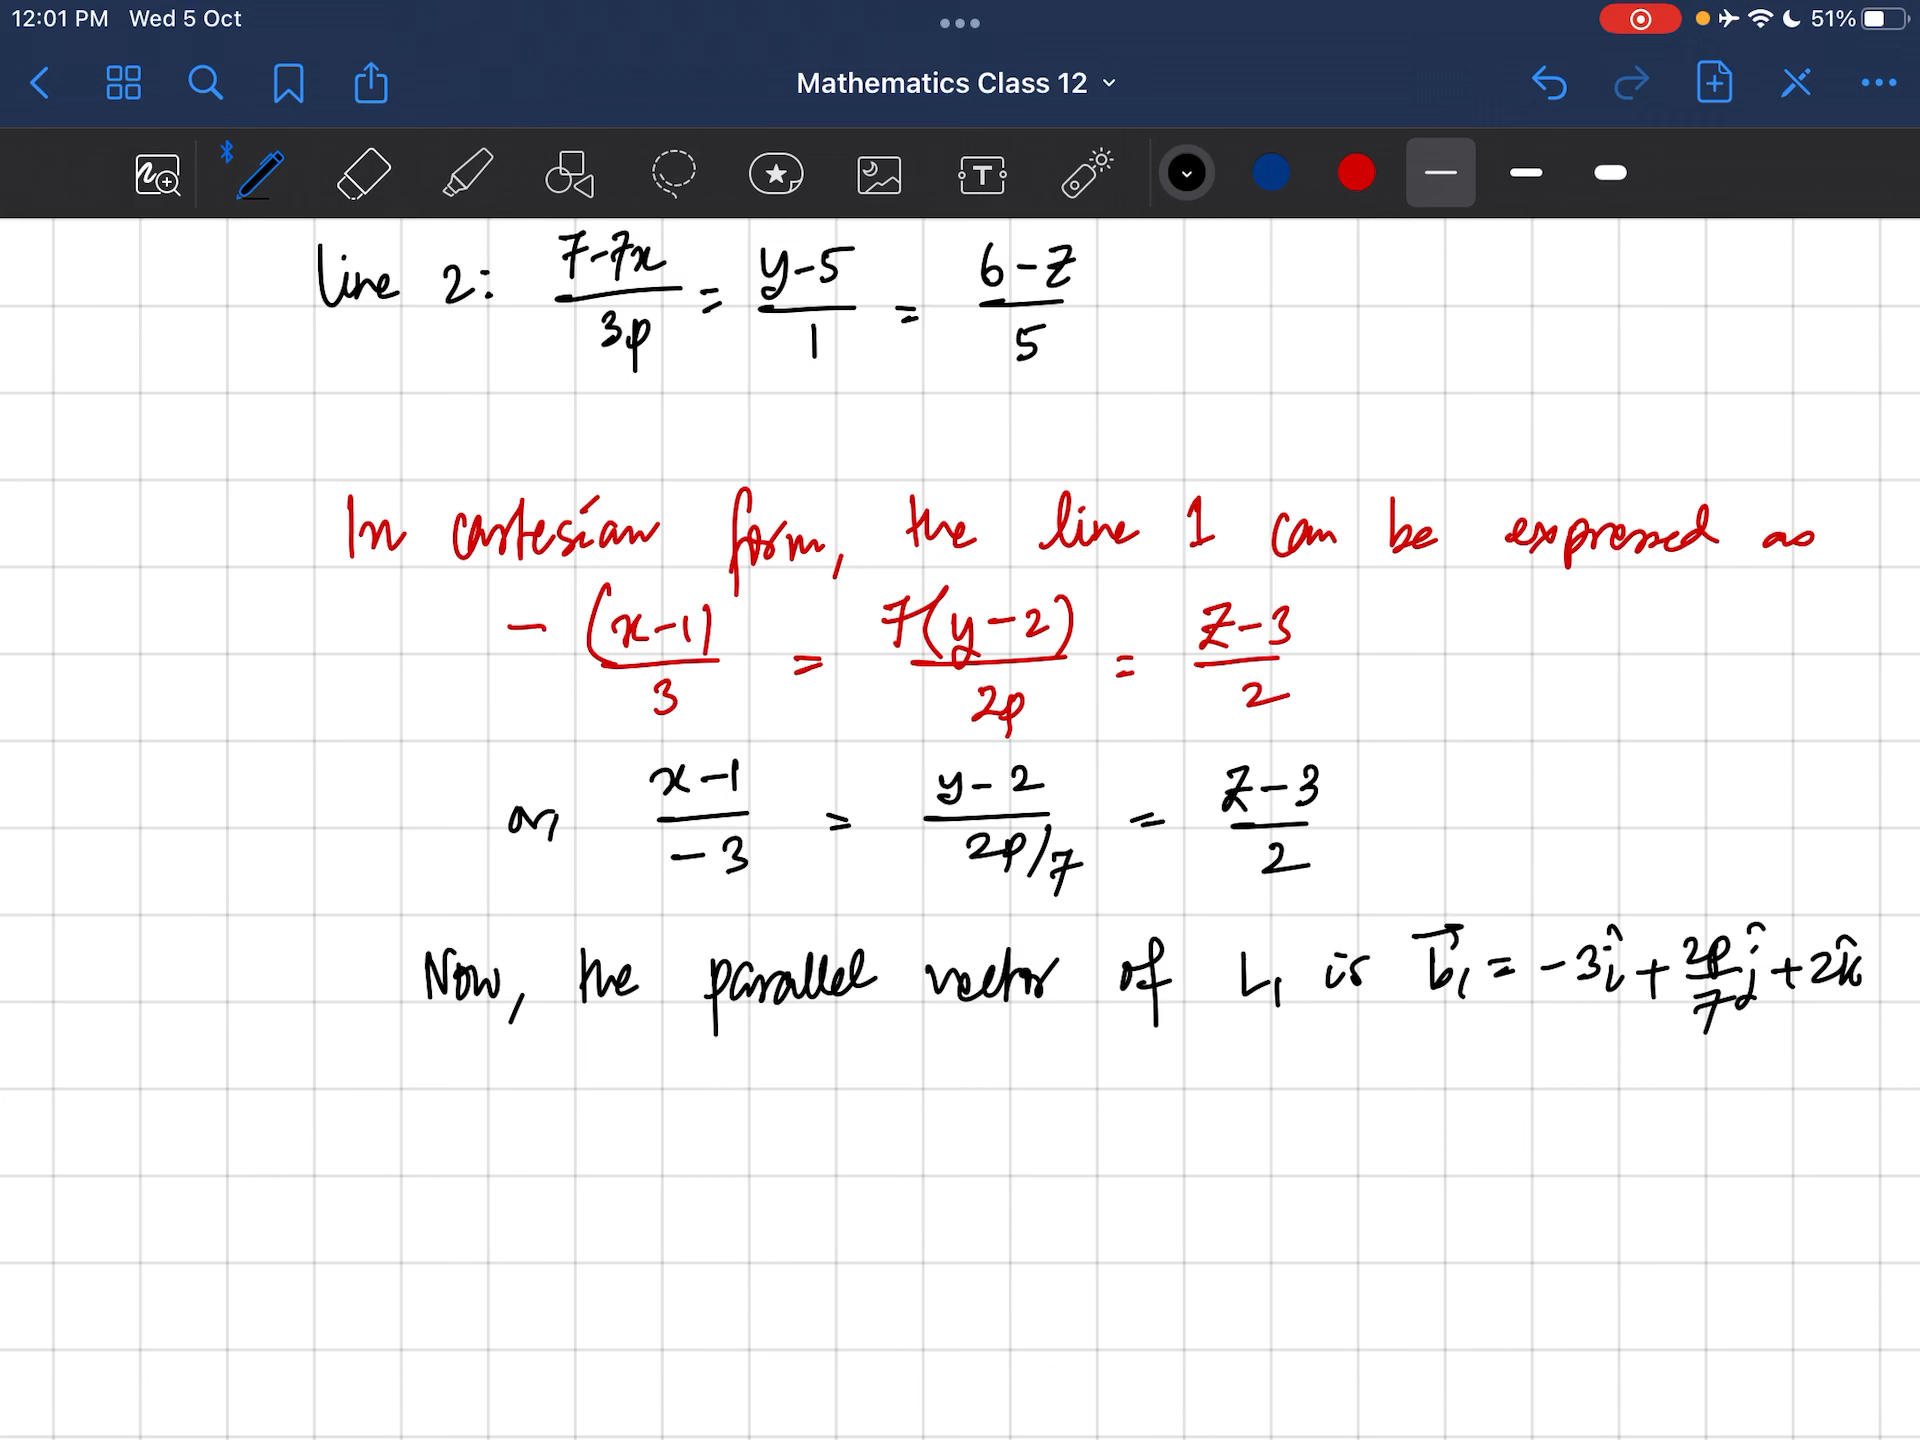 12:01 PM Wed 5 Oct
51%
Mathematics Class 12
T
Line 2: (7-7x)/3p = (y-5)/1 = (6-z)/5
In cartesian form, the line 1 can be expressed as
-(x-1)/3 = 7(y-2)/2p = (z-3)/2
or, (x-1)/-3 = (y-2)/(2p/7) = (z-3)/2
Now, the parallel vector of L₁ is b⃗₁ = -3î + 2p/7 ĵ + 2k̂